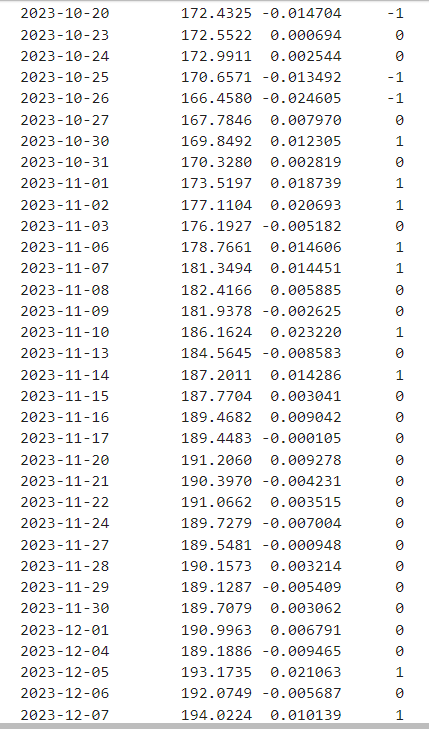 2023-10-20 172.4325 -0.014704 -1
2023-10-23 172.5522 0.000694 0
2023-10-24 172.9911 0.002544 0
2023-10-25 170.6571 -0.013492 -1
2023-10-26 166.4580 -0.024605 -1
2023-10-27 167.7846 0.007970 0
2023-10-30 169.8492 0.012305 1
2023-10-31 170.3280 0.002819 0
2023-11-01 173.5197 0.018739 1
2023-11-02 177.1104 0.020693 1
2023-11-03 176.1927 -0.005182 0
2023-11-06 178.7661 0.014606 1
2023-11-07 181.3494 0.014451 1
2023-11-08 182.4166 0.005885 0
2023-11-09 181.9378 -0.002625 0
2023-11-10 186.1624 0.023220 1
2023-11-13 184.5645 -0.008583 0
2023-11-14 187.2011 0.014286 1
2023-11-15 187.7704 0.003041 0
2023-11-16 189.4682 0.009042 0
2023-11-17 189.4483 -0.000105 0
2023-11-20 191.2060 0.009278 0
2023-11-21 190.3970 -0.004231 0
2023-11-22 191.0662 0.003515 0
2023-11-24 189.7279 -0.007004 0
2023-11-27 189.5481 -0.000948 0
2023-11-28 190.1573 0.003214 0
2023-11-29 189.1287 -0.005409 0
2023-11-30 189.7079 0.003062 0
2023-12-01 190.9963 0.006791 0
2023-12-04 189.1886 -0.009465 0
2023-12-05 193.1735 0.021063 1
2023-12-06 192.0749 -0.005687 0
2023-12-07 194.0224 0.010139 1